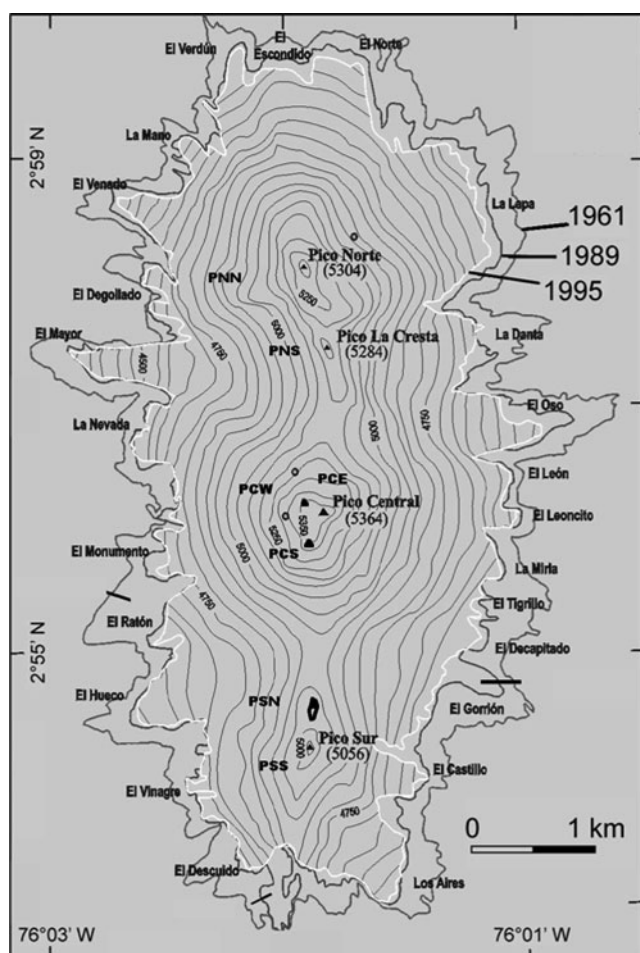 El
Escondido
El Verdún
El Norte
La Mano
2°59' N
El Venado
La Lapa
1961
1989
1995
Pico Norte
(5304)
PNN
5250
El Degollado
5000
El Mayor
4500
4750
PNS
Pico La Cresta
(5284)
La Danta
El Oso
La Nevada
5000
4750
PCW
PCE
El León
Pico Central
(5364)
5250
5350
El Leoncito
5000
PCS
El Monumento
La Mirla
4750
El Tigrillo
El Ratón
2°55' N
El Decapitado
El Hueco
PSN
El Gorrión
Pico Sur
(5056)
5000
PSS
El Castillo
El Vinagre
4750
0
1 km
El Descuido
Los Aires
76°03' W
76°01' W